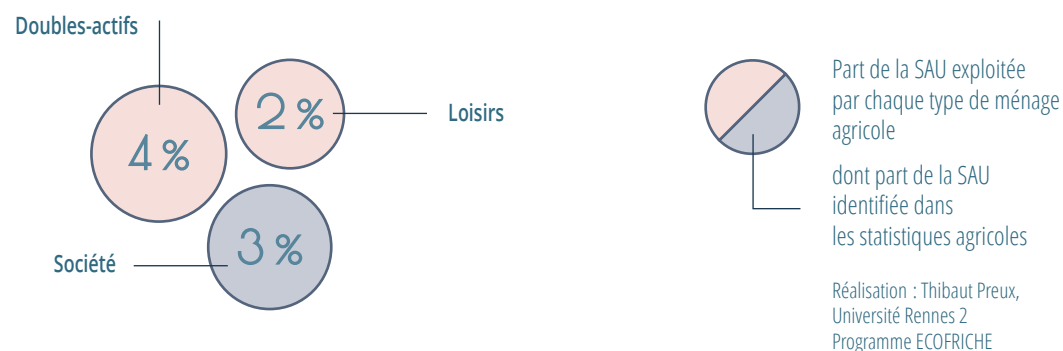 Doubles-actifs
2 %
Loisirs
4 %
3 %
Société
Part de la SAU exploitée
par chaque type de ménage
agricole
dont part de la SAU
identifiée dans
les statistiques agricoles
Réalisation : Thibaut Preux,
Université Rennes 2
Programme ECOFRICHE